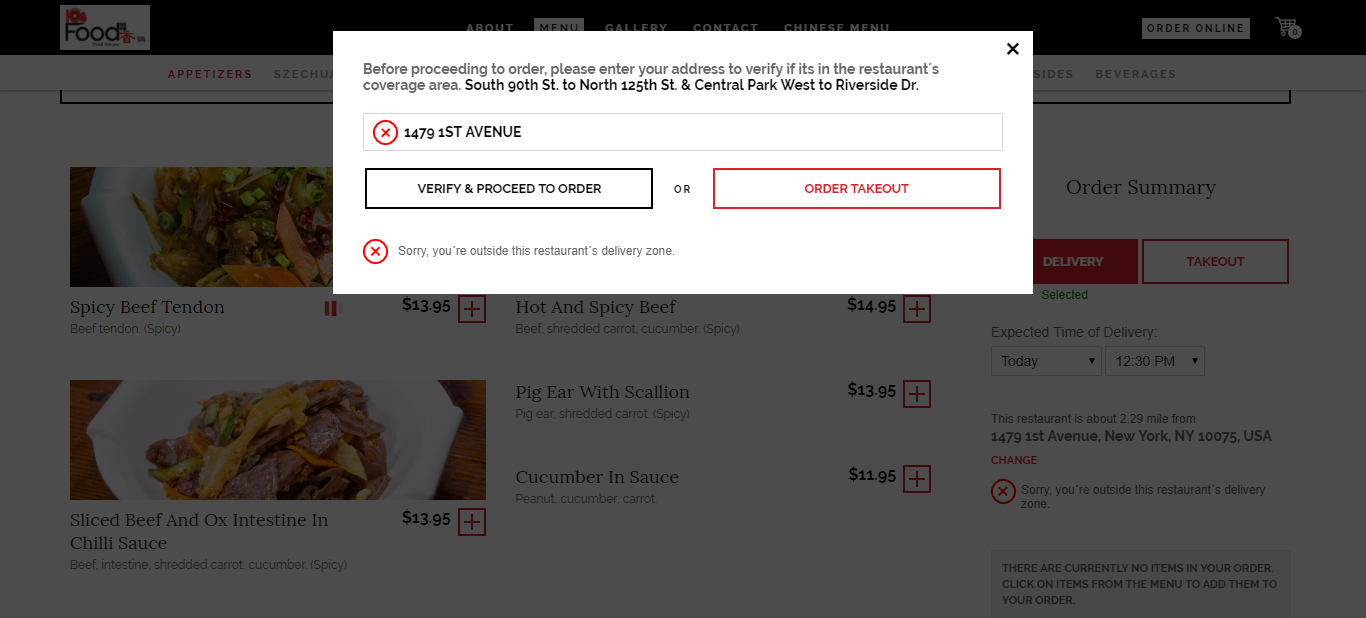 Food
ABOUT MENU GALLERY CONTACT CHINESE MENU
ORDER ONLINE
0
APPETIZERS
SIDES BEVERAGES
Before proceeding to order, please enter your address to verify if its in the restaurant´s
coverage area. South 90th St. to North 125th St. & Central Park West to Riverside Dr.
1479 1ST AVENUE
VERIFY & PROCEED TO ORDER
OR
ORDER TAKEOUT
Sorry, you´re outside this restaurant´s delivery zone.
Spicy Beef Tendon
$13.95
Beef tendon. (Spicy)
Hot And Spicy Beef
$14.95
Beef, shredded carrot, cucumber. (Spicy)
Pig Ear With Scallion
$13.95
Pig ear, shredded carrot. (Spicy)
Cucumber In Sauce
$11.95
Peanut, cucumber, carrot.
Sliced Beef And Ox Intestine In
Chilli Sauce
$13.95
Beef, intestine, shredded carrot, cucumber. (Spicy)
Order Summary
DELIVERY
TAKEOUT
Selected
Expected Time of Delivery:
Today
12:30 PM
This restaurant is about 2.29 mile from
1479 1st Avenue, New York, NY 10075, USA
CHANGE
Sorry, you´re outside this restaurant´s delivery
zone.
THERE ARE CURRENTLY NO ITEMS IN YOUR ORDER.
CLICK ON ITEMS FROM THE MENU TO ADD THEM TO
YOUR ORDER.